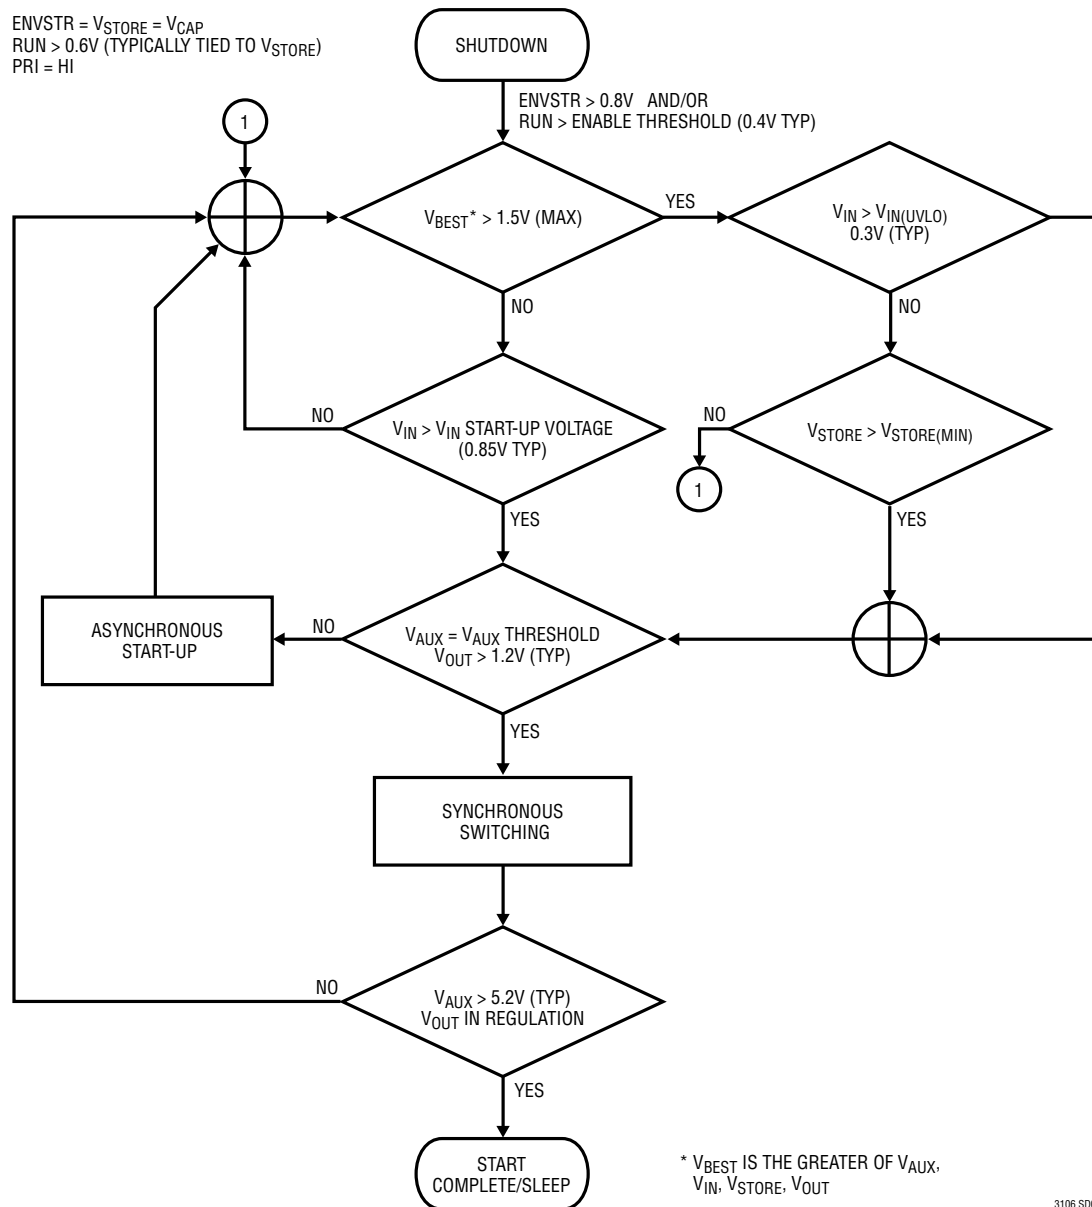 ENVSTR = VSTORE = VCAP
RUN > 0.6V (TYPICALLY TIED TO VSTORE)
PRI = HI
SHUTDOWN
ENVSTR > 0.8V AND/OR
RUN > ENABLE THRESHOLD (0.4V TYP)
1
VBEST* > 1.5V (MAX)
YES
VIN > VIN(UVLO)
0.3V (TYP)
NO
NO
NO
VIN > VIN START-UP VOLTAGE
(0.85V TYP)
NO
VSTORE > VSTORE(MIN)
1
YES
YES
ASYNCHRONOUS
START-UP
NO
VAUX = VAUX THRESHOLD
VOUT > 1.2V (TYP)
YES
SYNCHRONOUS
SWITCHING
NO
VAUX > 5.2V (TYP)
VOUT IN REGULATION
YES
START
COMPLETE/SLEEP
* VBEST IS THE GREATER OF VAUX,
VIN, VSTORE, VOUT